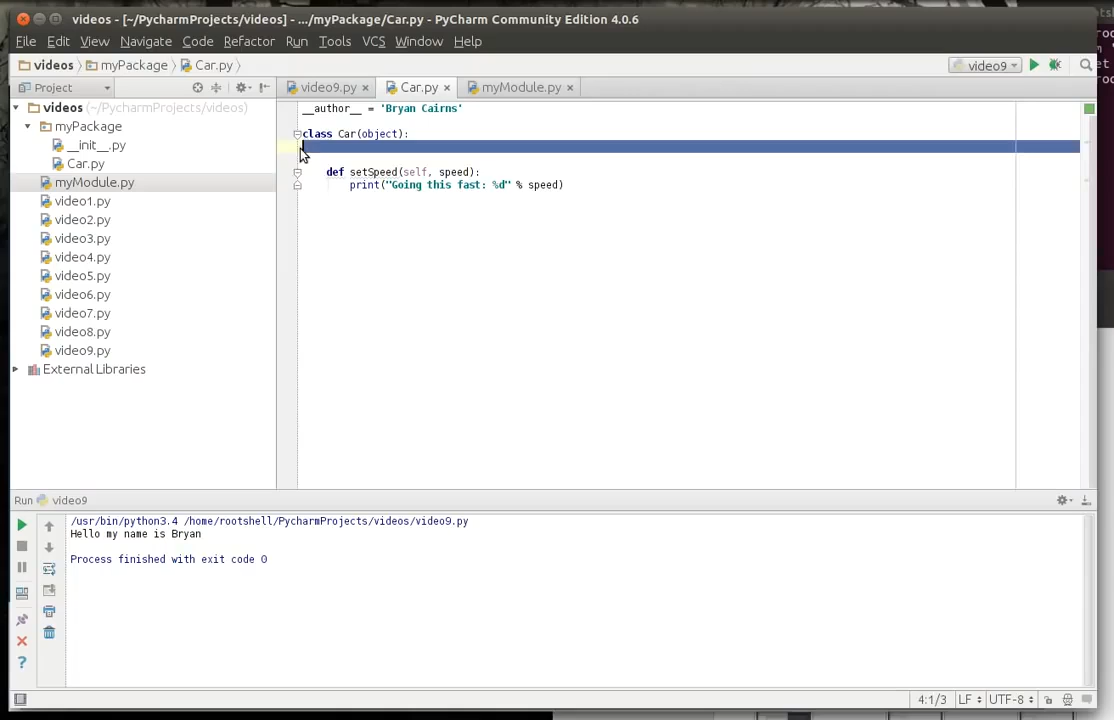 videos - [~/PycharmProjects/videos] - .../myPackage/Car.py - PyCharm Community Edition 4.0.6
File Edit View Navigate Code Refactor Run Tools VCS Window Help
videos myPackage Car.py video9
Project video9.py Car.py myModule.py
videos (~/PycharmProjects/videos)
myPackage
__init__.py
Car.py
myModule.py
video1.py
video2.py
video3.py
video4.py
video5.py
video6.py
video7.py
video8.py
video9.py
External Libraries
__author__ = 'Bryan Cairns'
class Car(object):
def setSpeed(self, speed):
print("Going this fast: %d" % speed)
Run video9
/usr/bin/python3.4 /home/rootshell/PycharmProjects/videos/video9.py
Hello my name is Bryan
Process finished with exit code 0
4:1/3 LF UTF-8